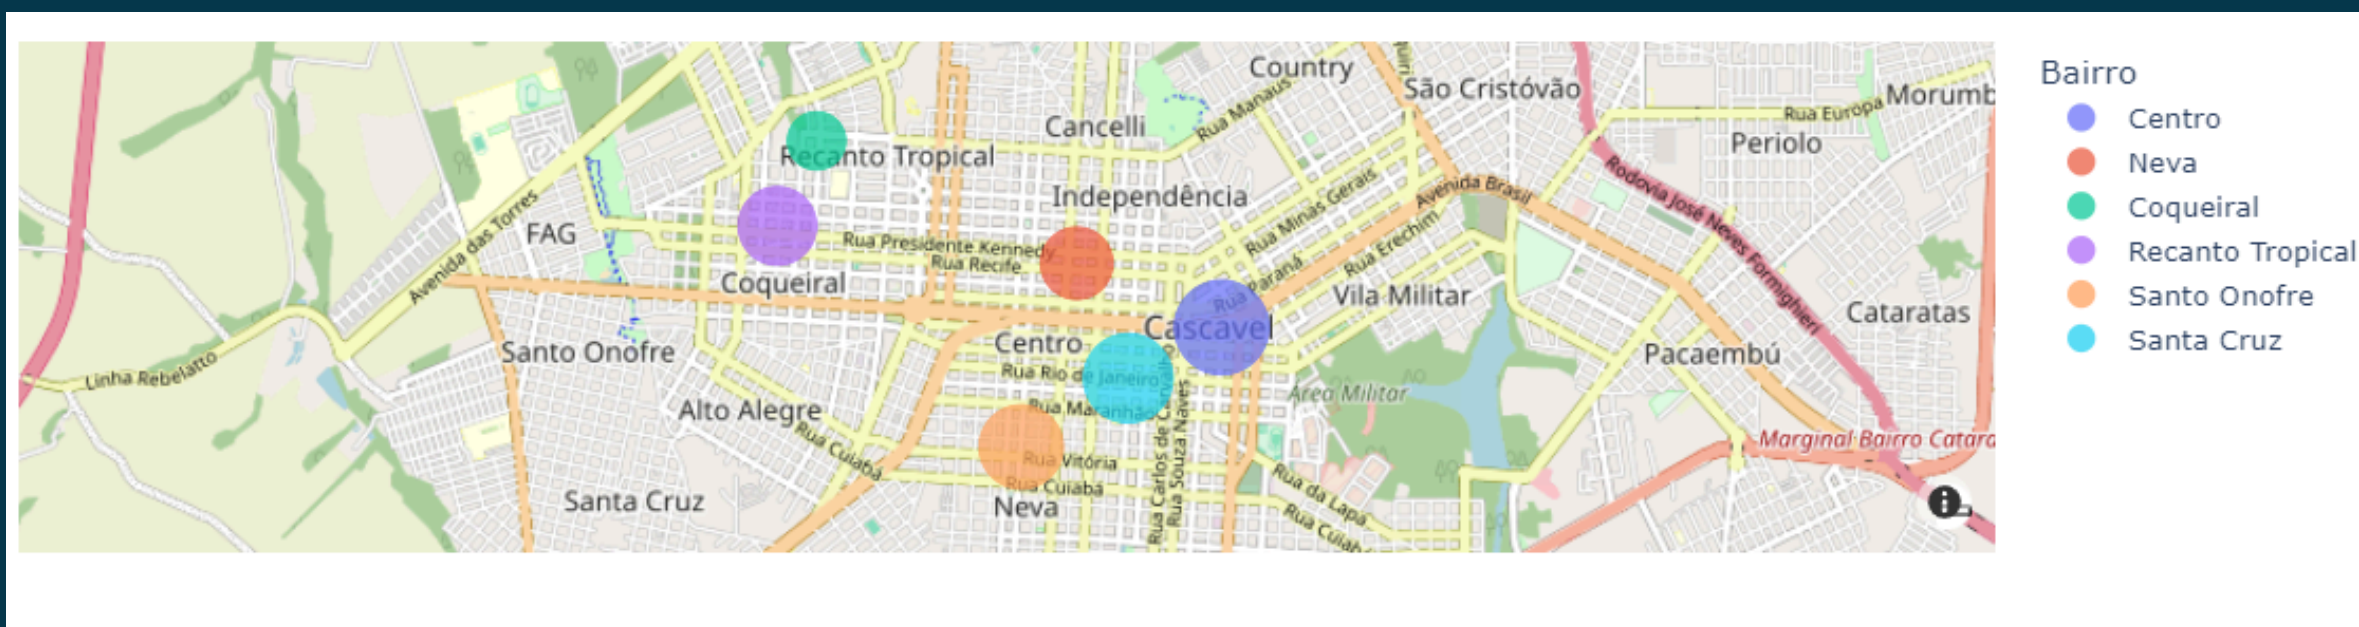 Country
São Cristóvão
Rua Manaus
Rua Europa
Morumb
Cancelli
Periolo
Recanto Tropical
Independência
Rua Minas Gerais
Avenida Brasil
Rodovia José Neves Formighieri
FAG
Avenida das Torres
Rua Presidente Kennedy
Rua Recife
Rua Erechim
Rua Paraná
Coqueiral
Vila Militar
Cataratas
Cascavel
Centro
Santo Onofre
Pacaembú
Linha Rebelatto
Rua Rio de Janeiro
Área Militar
Rua Maranhão
Alto Alegre
Rua Cuiabá
Rua Carlos de Carvalho
Rua Souza Naves
Marginal Bairro Catara
Rua Vitória
Rua Cuiabá
Rua da Lapa
Santa Cruz
Neva
Rua Cuiab
Bairro
Centro
Neva
Coqueiral
Recanto Tropical
Santo Onofre
Santa Cruz